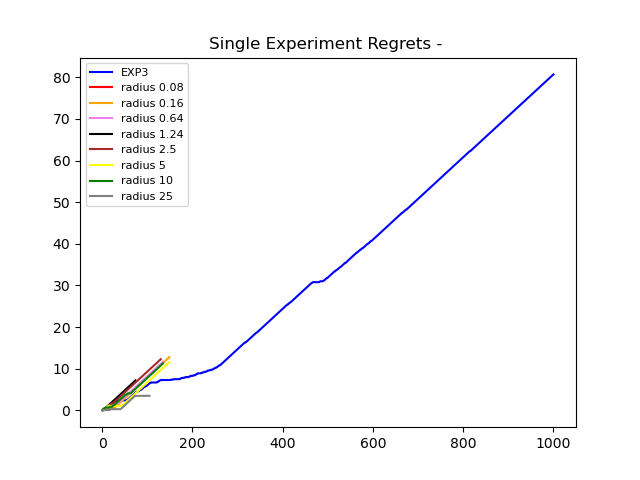 Single Experiment Regrets -
EXP3
radius 0.08
radius 0.16
radius 0.64
radius 1.24
radius 2.5
radius 5
radius 10
radius 25
80
70
60
50
40
30
20
10
0
0 200 400 600 800 1000